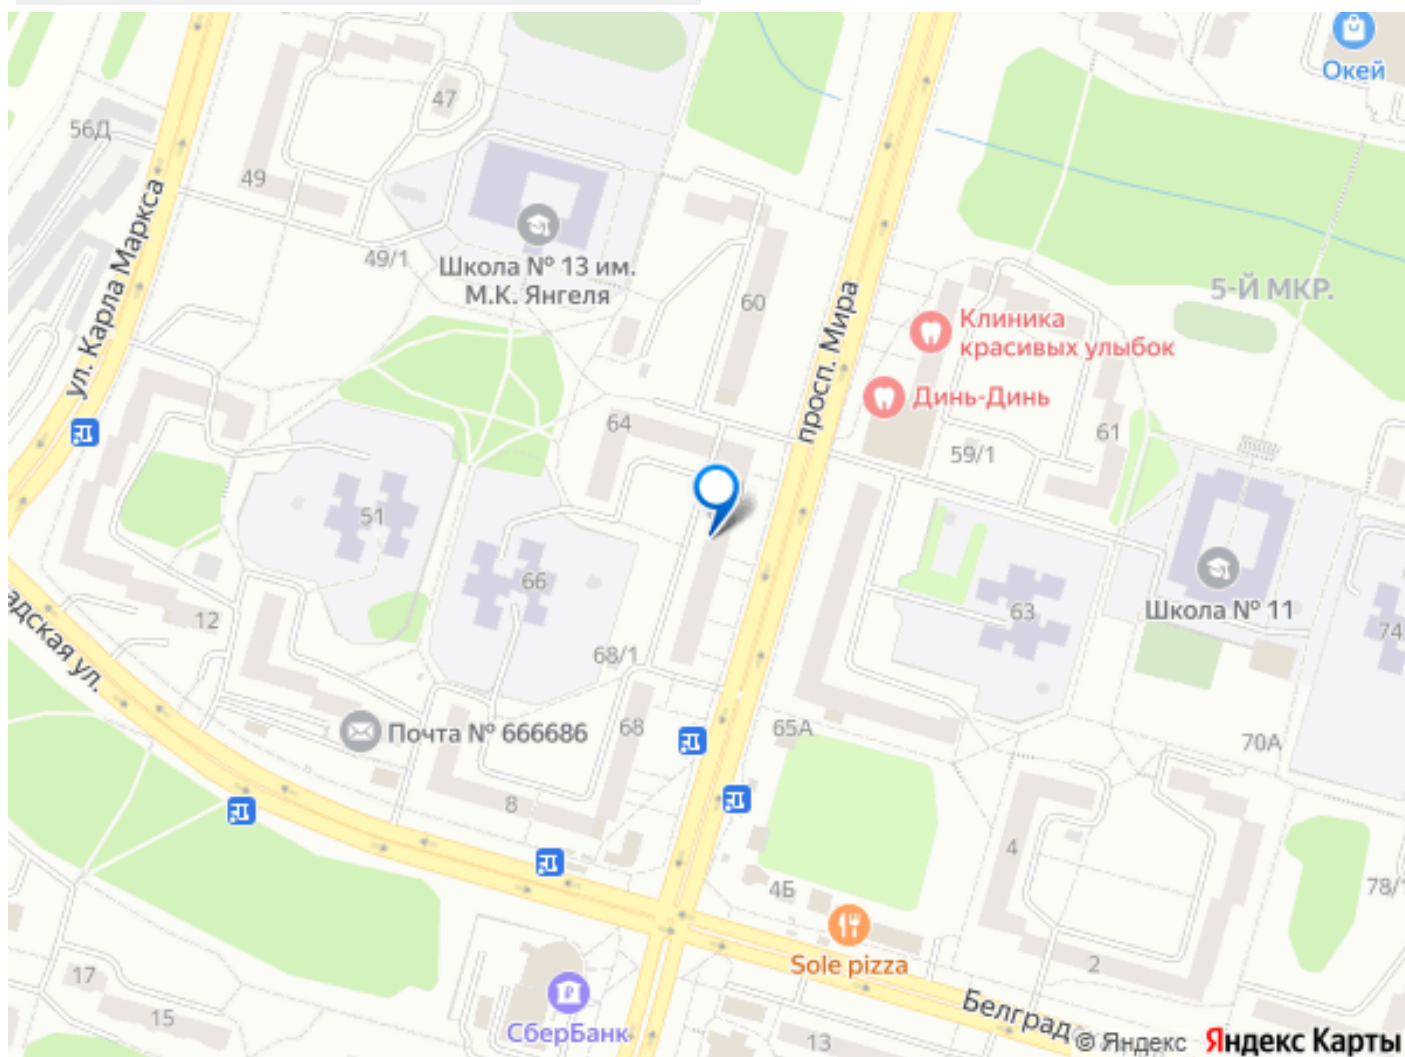 Окей
47
56Д
49
ул. Карла Маркса
49/1
Школа № 13 им.
М.К. Янгеля
60
просп. Мира
5-Й МКР.
Клиника
красивых улыбок
Динь-Динь
64
61
59/1
51
66
63
Школа № 11
74
12
адская ул.
68/1
Почта № 666686
68
65А
70А
8
4
4Б
78/1
Sole pizza
2
17
15
СберБанк
13
Белград
© Яндекс Яндекс Карты